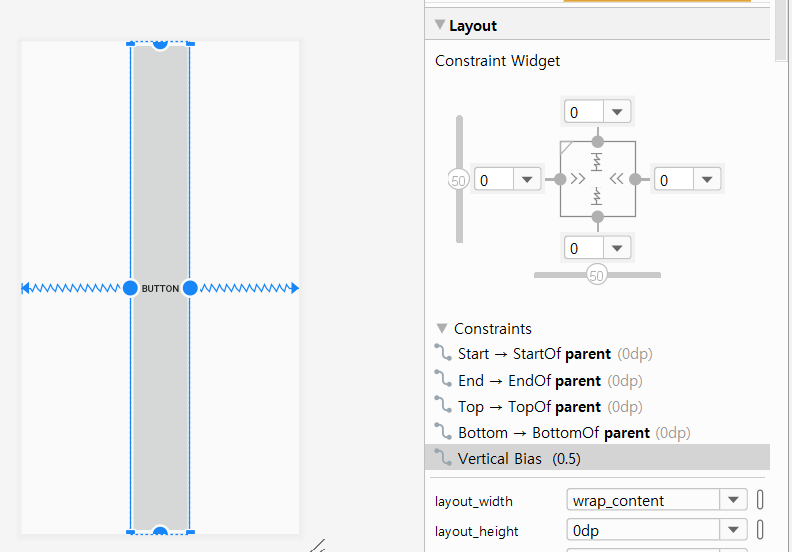 Layout
Constraint Widget
0
50
0
0
0
50
BUTTON
Constraints
Start → StartOf parent (0dp)
End → EndOf parent (0dp)
Top → TopOf parent (0dp)
Bottom → BottomOf parent (0dp)
Vertical Bias (0.5)
layout_width wrap_content
layout_height 0dp